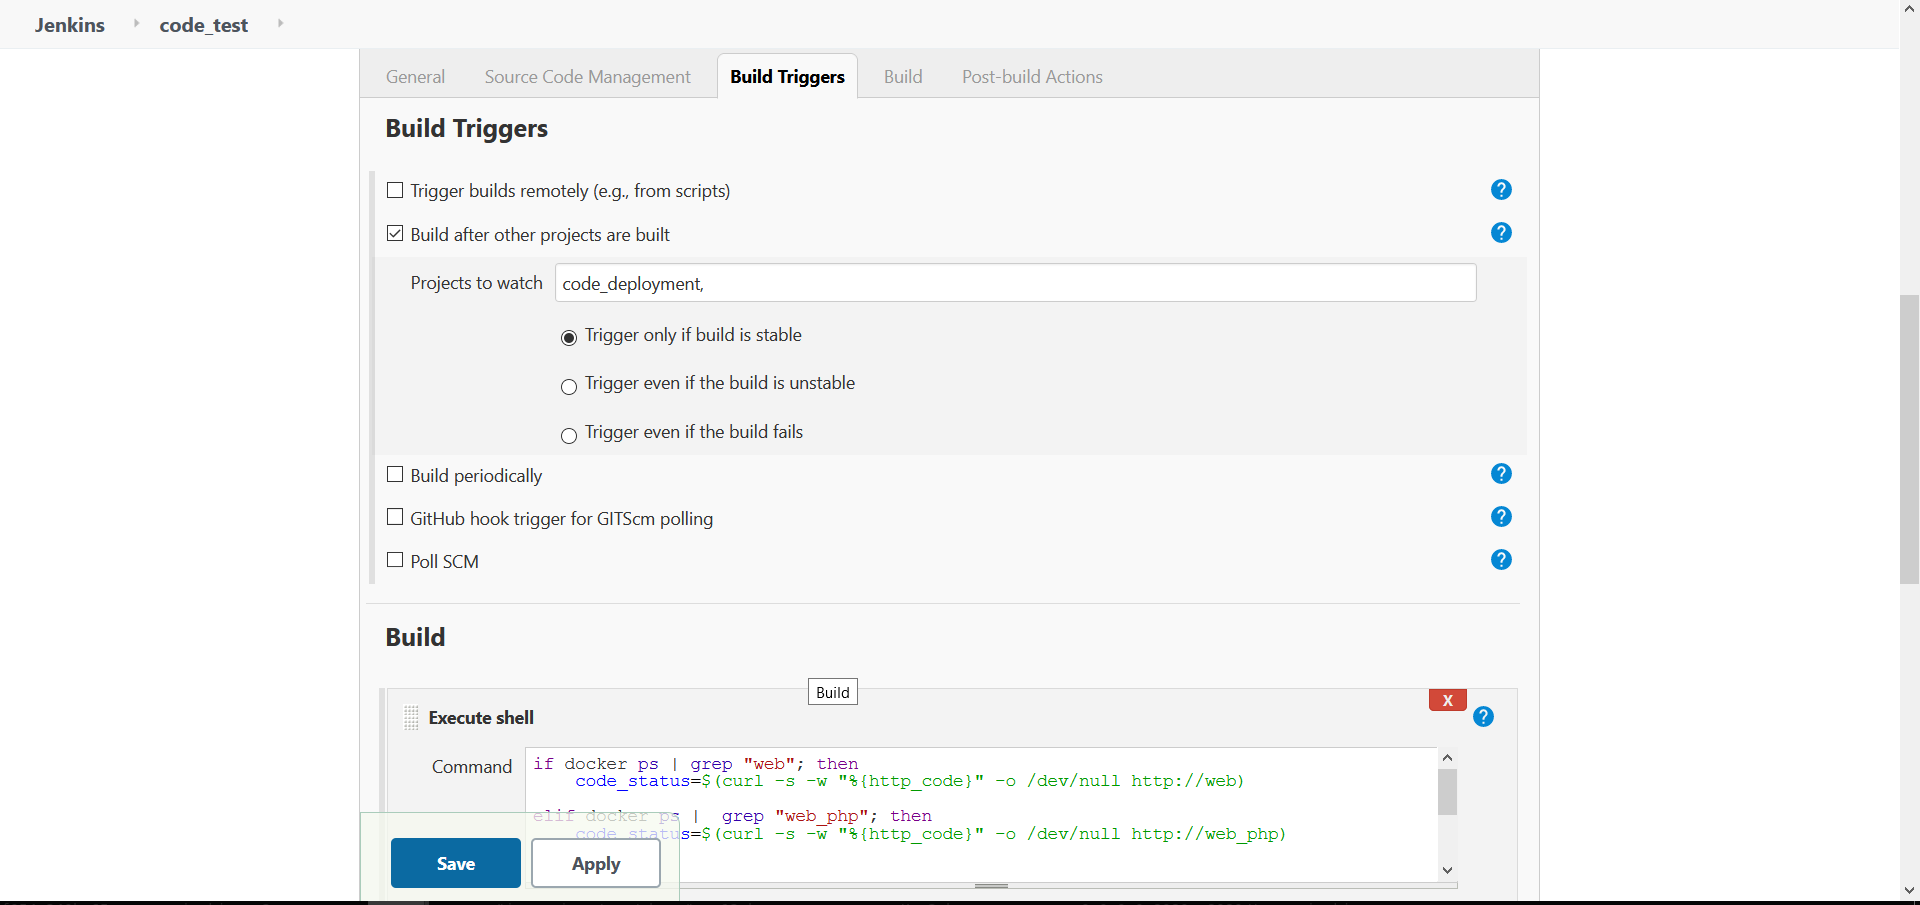 Jenkins
code_test
General
Source Code Management
Build Triggers
Build
Post-build Actions
Build Triggers
Trigger builds remotely (e.g., from scripts)
?
Build after other projects are built
?
Projects to watch
code_deployment,
Trigger only if build is stable
Trigger even if the build is unstable
Trigger even if the build fails
Build periodically
?
GitHub hook trigger for GITScm polling
?
Poll SCM
?
Build
Build
X
Execute shell
?
Command
if docker ps | grep "web"; then
code_status=$(curl -s -w "%{http_code}" -o /dev/null http://web)
elif docker ps |  grep "web_php"; then
code_status=$(curl -s -w "%{http_code}" -o /dev/null http://web_php)
Save
Apply